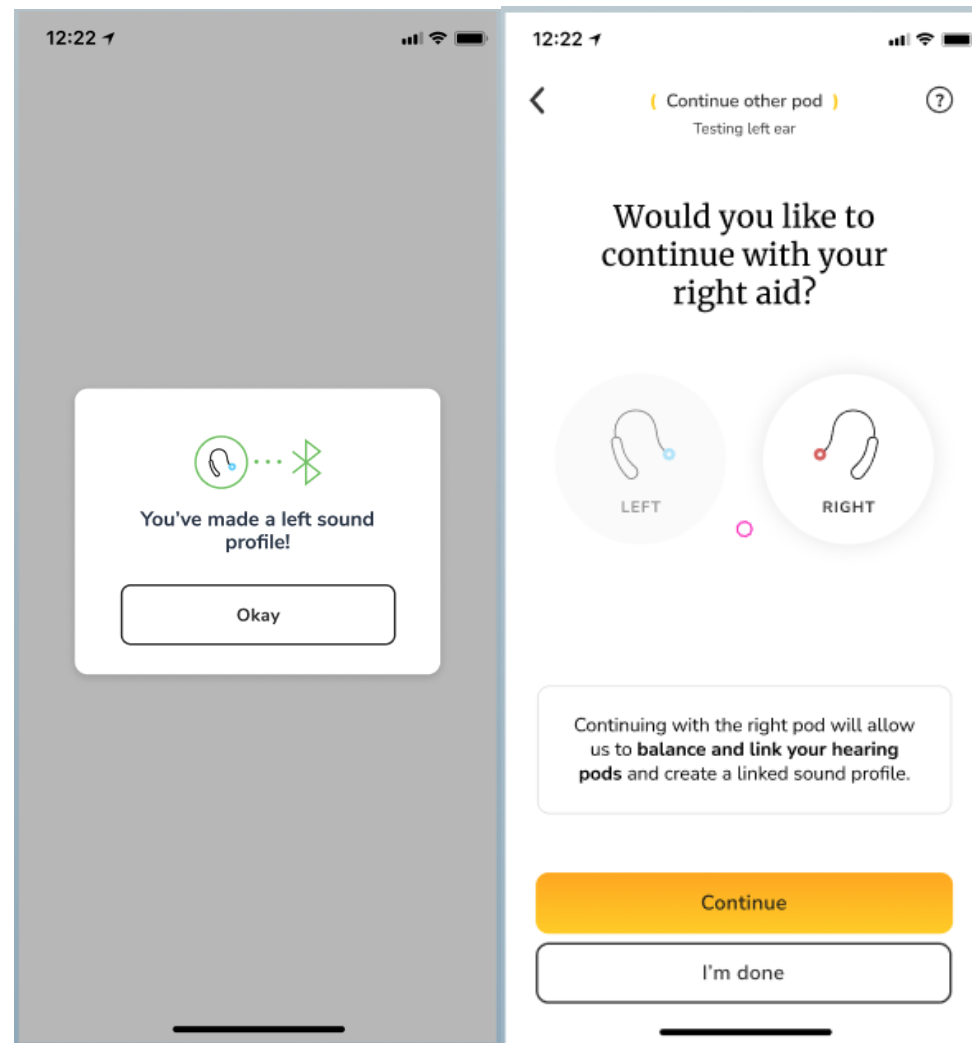 12:22
You've made a left sound
profile!
Okay
12:22
( Continue other pod )
?
Testing left ear
Would you like to
continue with your
right aid?
LEFT
RIGHT
Continuing with the right pod will allow
us to balance and link your hearing
pods and create a linked sound profile.
Continue
I'm done